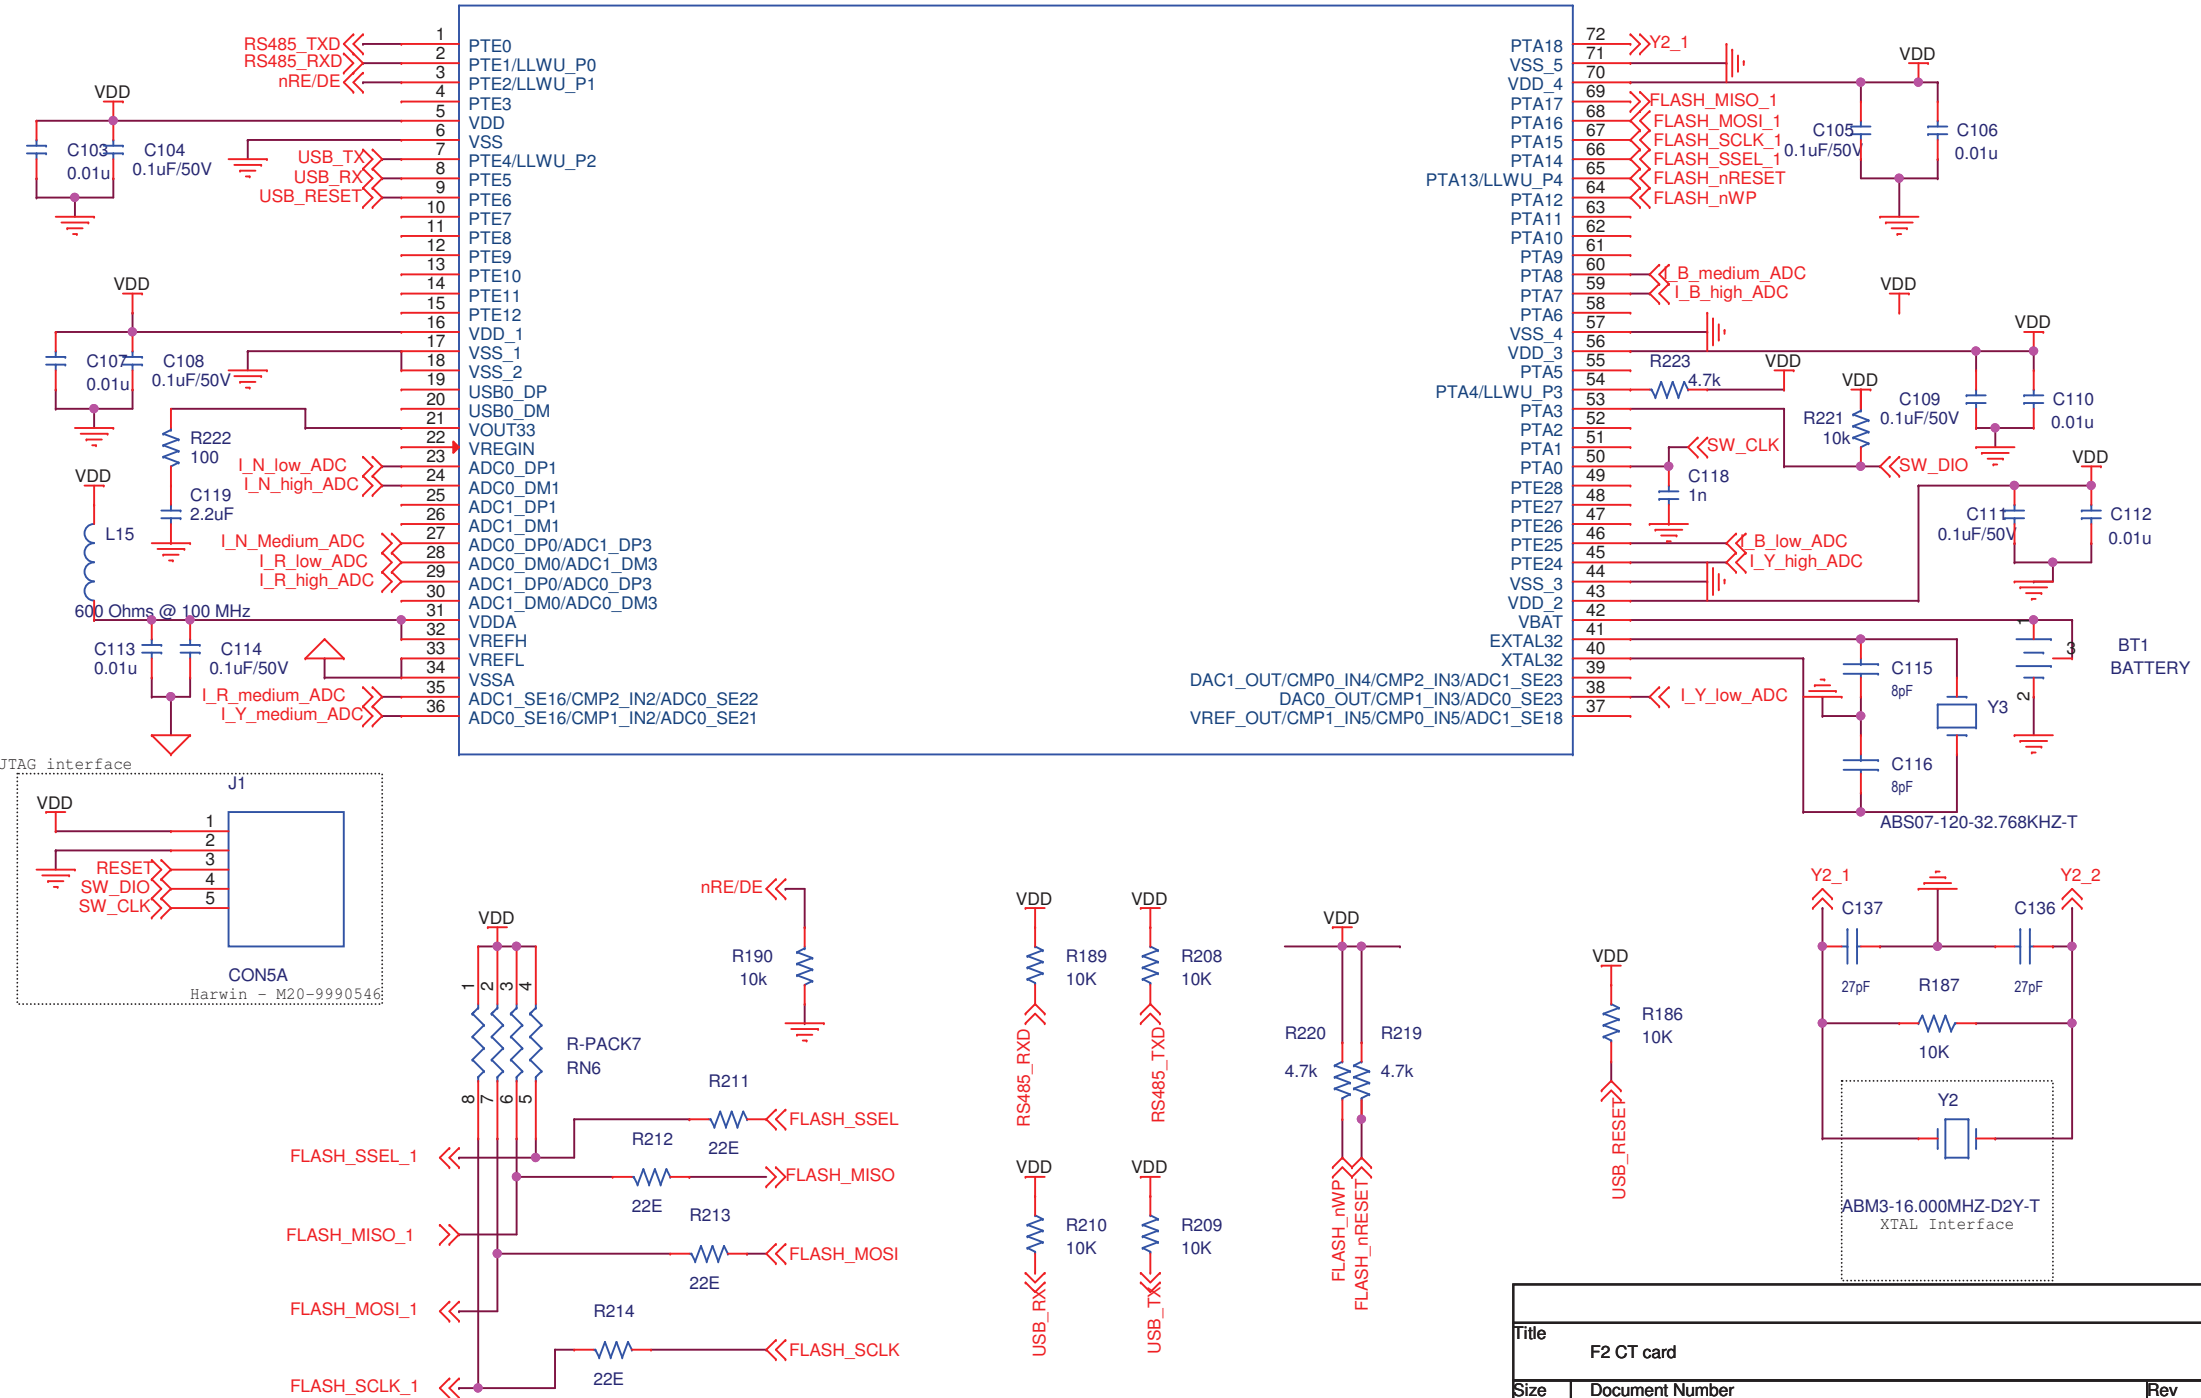 RS485_TXD 1 PTE0
RS485_RXD 2 PTE1/LLWU_P0
nRE/DE 3 PTE2/LLWU_P1
4 PTE3
VDD
5 VDD
6 VSS
C103 0.01u
C104 0.1uF/50V
USB_TX 7 PTE4/LLWU_P2
USB_RX 8 PTE5
USB_RESET 9 PTE6
10 PTE7
11 PTE8
12 PTE9
13 PTE10
14 PTE11
15 PTE12
VDD
16 VDD_1
17 VSS_1
18 VSS_2
C107 0.01u
C108 0.1uF/50V
19 USB0_DP
20 USB0_DM
21 VOUT33
22 VREGIN
R222 100
C119 2.2uF
I_N_low_ADC 23 ADC0_DP1
I_N_high_ADC 24 ADC0_DM1
25 ADC1_DP1
26 ADC1_DM1
I_N_Medium_ADC 27 ADC0_DP0/ADC1_DP3
I_R_low_ADC 28 ADC0_DM0/ADC1_DM3
I_R_high_ADC 29 ADC1_DP0/ADC0_DP3
30 ADC1_DM0/ADC0_DM3
VDD
L15
600 Ohms @ 100 MHz
31 VDDA
32 VREFH
33 VREFL
34 VSSA
C113 0.01u
C114 0.1uF/50V
I_R_medium_ADC 35 ADC1_SE16/CMP2_IN2/ADC0_SE22
I_Y_medium_ADC 36 ADC0_SE16/CMP1_IN2/ADC0_SE21
PTA18 72 Y2_1
VSS_5 71
VDD_4 70
VDD
PTA17 69 FLASH_MISO_1
PTA16 68 FLASH_MOSI_1
PTA15 67 FLASH_SCLK_1
PTA14 66 FLASH_SSEL_1
PTA13/LLWU_P4 65 FLASH_nRESET
PTA12 64 FLASH_nWP
C105 0.1uF/50V
C106 0.01u
PTA11 63
PTA10 62
PTA9 61
PTA8 60 I_B_medium_ADC
PTA7 59 I_B_high_ADC
VDD
PTA6 58
VSS_4 57
VDD_3 56
VDD
PTA5 55
PTA4/LLWU_P3 54
R223 4.7k VDD
PTA3 53
PTA2 52
PTA1 51
PTA0 50
VDD
R221 10k
C109 0.1uF/50V
C110 0.01u
SW_CLK
SW_DIO
C118 1n
PTE28 49
PTE27 48
PTE26 47
PTE25 46 I_B_low_ADC
PTE24 45 I_Y_high_ADC
VSS_3 44
VDD_2 43
VDD
C111 0.1uF/50V
C112 0.01u
VBAT 42
EXTAL32 41
XTAL32 40
DAC1_OUT/CMP0_IN4/CMP2_IN3/ADC1_SE23 39
DAC0_OUT/CMP1_IN3/ADC0_SE23 38 I_Y_low_ADC
VREF_OUT/CMP1_IN5/CMP0_IN5/ADC1_SE18 37
1 3 2
BT1
BATTERY
C115 8pF
C116 8pF
Y3
ABS07-120-32.768KHZ-T
JTAG interface
J1
VDD
1
2
RESET 3
SW_DIO 4
SW_CLK 5
CON5A
Harwin - M20-9990546
VDD
1 2 3 4
R-PACK7
RN6
8 7 6 5
nRE/DE
R190 10k
R211 22E FLASH_SSEL
FLASH_SSEL_1
R212 22E FLASH_MISO
FLASH_MISO_1
R213 22E FLASH_MOSI
FLASH_MOSI_1
R214 22E FLASH_SCLK
FLASH_SCLK_1
VDD R189 10K RS485_RXD
VDD R208 10K RS485_TXD
VDD R210 10K USB_RX
VDD R209 10K USB_TX
VDD
R220 4.7k
R219 4.7k
FLASH_nWP
FLASH_nRESET
VDD R186 10K USB_RESET
Y2_1
Y2_2
C137 27pF
C136 27pF
R187 10K
Y2
ABM3-16.000MHZ-D2Y-T
XTAL Interface
Title
F2 CT card
Size
Document Number
Rev